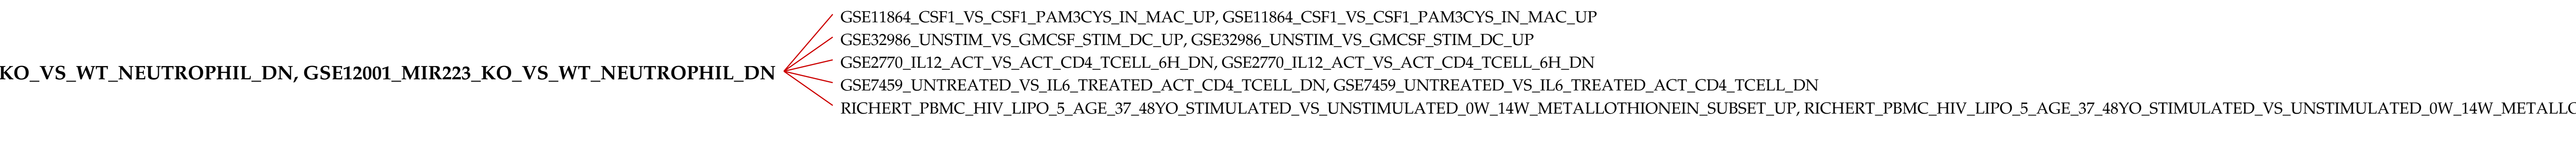 GSE11864_CSF1_VS_CSF1_PAM3CYS_IN_MAC_UP, GSE11864_CSF1_VS_CSF1_PAM3CYS_IN_MAC_UP
GSE32986_UNSTIM_VS_GMCSF_STIM_DC_UP, GSE32986_UNSTIM_VS_GMCSF_STIM_DC_UP
GSE2770_IL12_ACT_VS_ACT_CD4_TCELL_6H_DN, GSE2770_IL12_ACT_VS_ACT_CD4_TCELL_6H_DN
KO_VS_WT_NEUTROPHIL_DN, GSE12001_MIR223_KO_VS_WT_NEUTROPHIL_DN
GSE7459_UNTREATED_VS_IL6_TREATED_ACT_CD4_TCELL_DN, GSE7459_UNTREATED_VS_IL6_TREATED_ACT_CD4_TCELL_DN
RICHERT_PBMC_HIV_LIPO_5_AGE_37_48YO_STIMULATED_VS_UNSTIMULATED_0W_14W_METALLOTHIONEIN_SUBSET_UP, RICHERT_PBMC_HIV_LIPO_5_AGE_37_48YO_STIMULATED_VS_UNSTIMULATED_0W_14W_METALLO